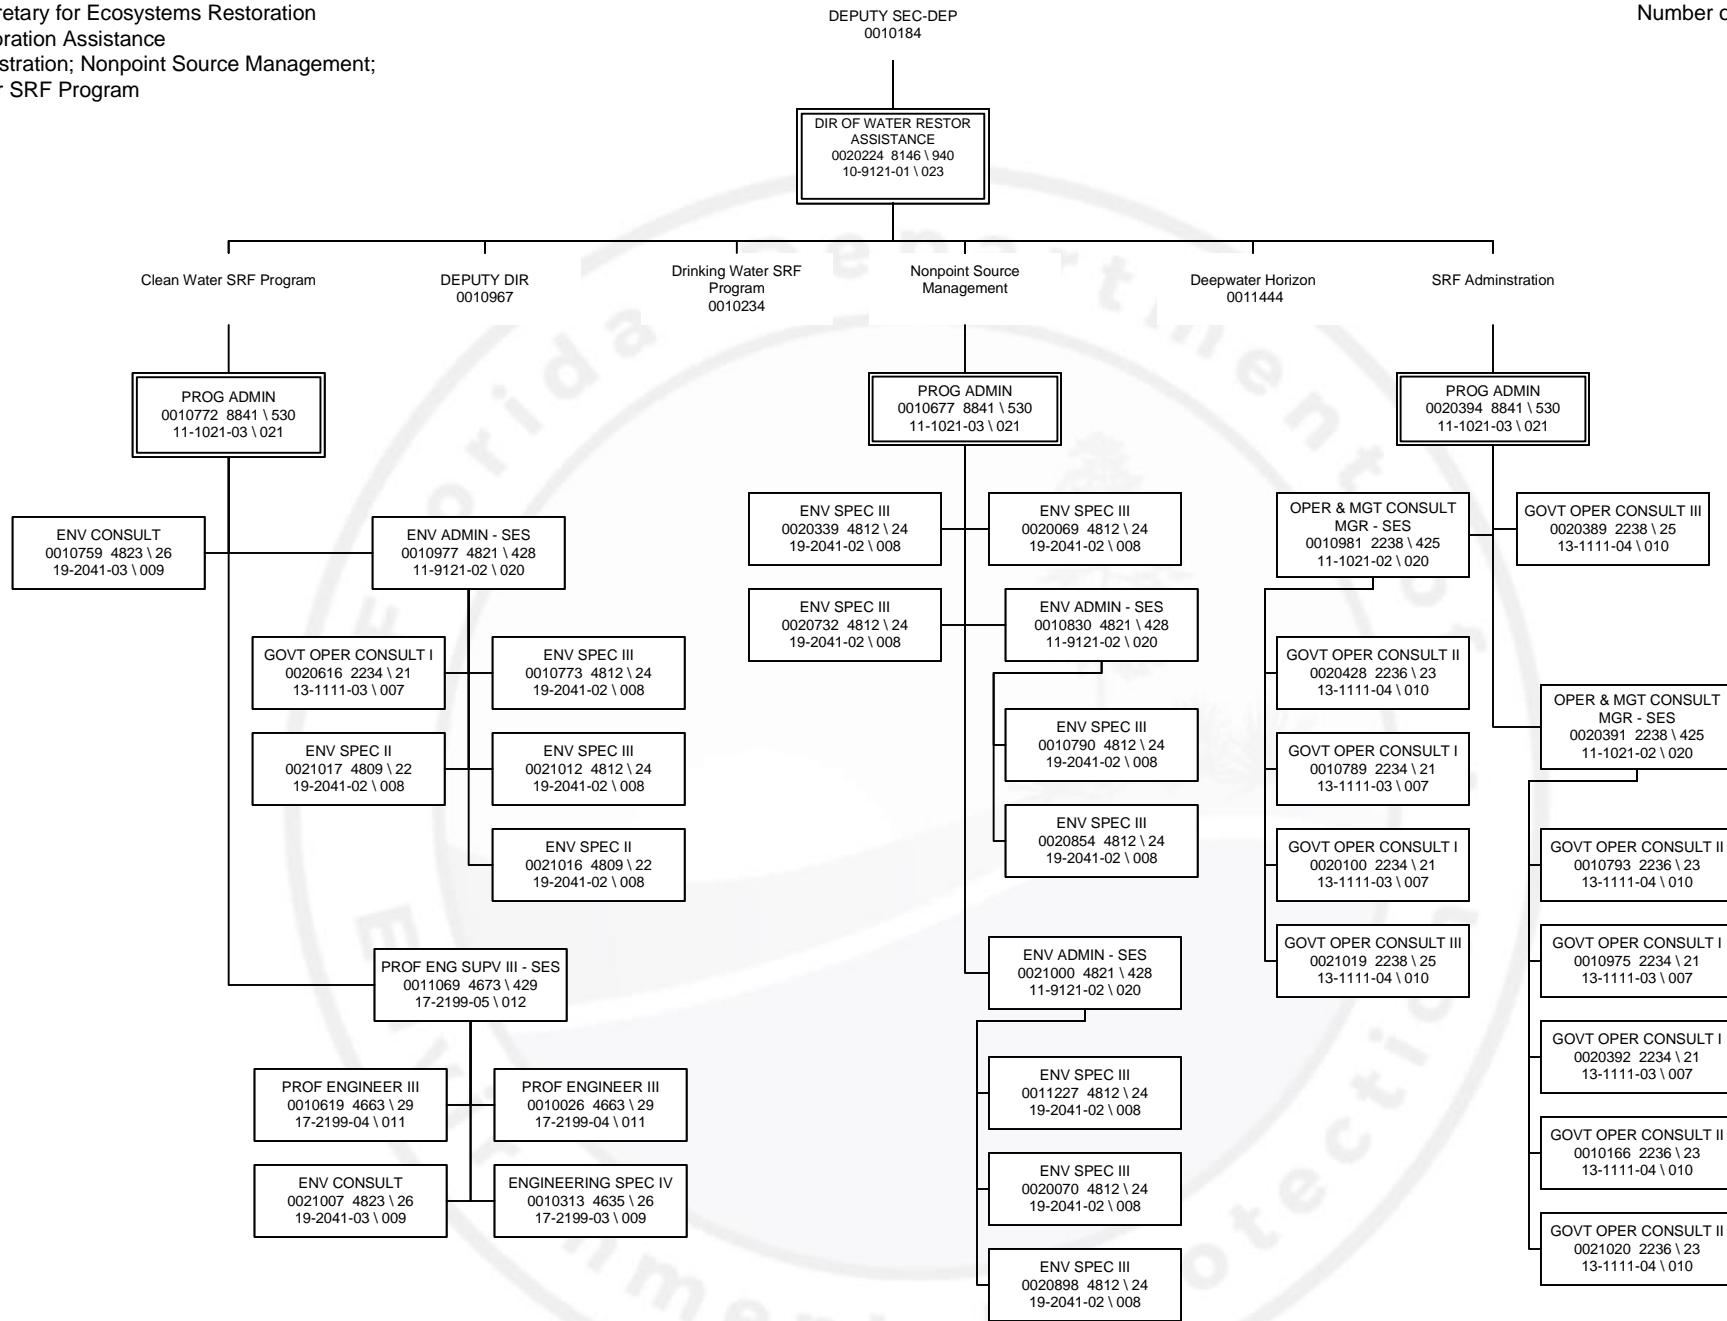 retary for Ecosystems Restoration
oration Assistance
stration; Nonpoint Source Management;
r SRF Program
Number o
DEPUTY SEC-DEP
0010184
DIR OF WATER RESTOR
ASSISTANCE
0020224 8146 \ 940
10-9121-01 \ 023
Clean Water SRF Program
DEPUTY DIR
0010967
Drinking Water SRF
Program
0010234
Nonpoint Source
Management
Deepwater Horizon
0011444
SRF Adminstration
PROG ADMIN
0010772 8841 \ 530
11-1021-03 \ 021
ENV CONSULT
0010759 4823 \ 26
19-2041-03 \ 009
ENV ADMIN - SES
0010977 4821 \ 428
11-9121-02 \ 020
GOVT OPER CONSULT I
0020616 2234 \ 21
13-1111-03 \ 007
ENV SPEC III
0010773 4812 \ 24
19-2041-02 \ 008
ENV SPEC II
0021017 4809 \ 22
19-2041-02 \ 008
ENV SPEC III
0021012 4812 \ 24
19-2041-02 \ 008
ENV SPEC II
0021016 4809 \ 22
19-2041-02 \ 008
PROF ENG SUPV III - SES
0011069 4673 \ 429
17-2199-05 \ 012
PROF ENGINEER III
0010619 4663 \ 29
17-2199-04 \ 011
PROF ENGINEER III
0010026 4663 \ 29
17-2199-04 \ 011
ENV CONSULT
0021007 4823 \ 26
19-2041-03 \ 009
ENGINEERING SPEC IV
0010313 4635 \ 26
17-2199-03 \ 009
PROG ADMIN
0010677 8841 \ 530
11-1021-03 \ 021
ENV SPEC III
0020339 4812 \ 24
19-2041-02 \ 008
ENV SPEC III
0020069 4812 \ 24
19-2041-02 \ 008
ENV SPEC III
0020732 4812 \ 24
19-2041-02 \ 008
ENV ADMIN - SES
0010830 4821 \ 428
11-9121-02 \ 020
ENV SPEC III
0010790 4812 \ 24
19-2041-02 \ 008
ENV SPEC III
0020854 4812 \ 24
19-2041-02 \ 008
ENV ADMIN - SES
0021000 4821 \ 428
11-9121-02 \ 020
ENV SPEC III
0011227 4812 \ 24
19-2041-02 \ 008
ENV SPEC III
0020070 4812 \ 24
19-2041-02 \ 008
ENV SPEC III
0020898 4812 \ 24
19-2041-02 \ 008
PROG ADMIN
0020394 8841 \ 530
11-1021-03 \ 021
OPER & MGT CONSULT
MGR - SES
0010981 2238 \ 425
11-1021-02 \ 020
GOVT OPER CONSULT III
0020389 2238 \ 25
13-1111-04 \ 010
GOVT OPER CONSULT II
0020428 2236 \ 23
13-1111-04 \ 010
GOVT OPER CONSULT I
0010789 2234 \ 21
13-1111-03 \ 007
GOVT OPER CONSULT I
0020100 2234 \ 21
13-1111-03 \ 007
GOVT OPER CONSULT III
0021019 2238 \ 25
13-1111-04 \ 010
OPER & MGT CONSULT
MGR - SES
0020391 2238 \ 425
11-1021-02 \ 020
GOVT OPER CONSULT II
0010793 2236 \ 23
13-1111-04 \ 010
GOVT OPER CONSULT I
0010975 2234 \ 21
13-1111-03 \ 007
GOVT OPER CONSULT I
0020392 2234 \ 21
13-1111-03 \ 007
GOVT OPER CONSULT II
0010166 2236 \ 23
13-1111-04 \ 010
GOVT OPER CONSULT II
0021020 2236 \ 23
13-1111-04 \ 010